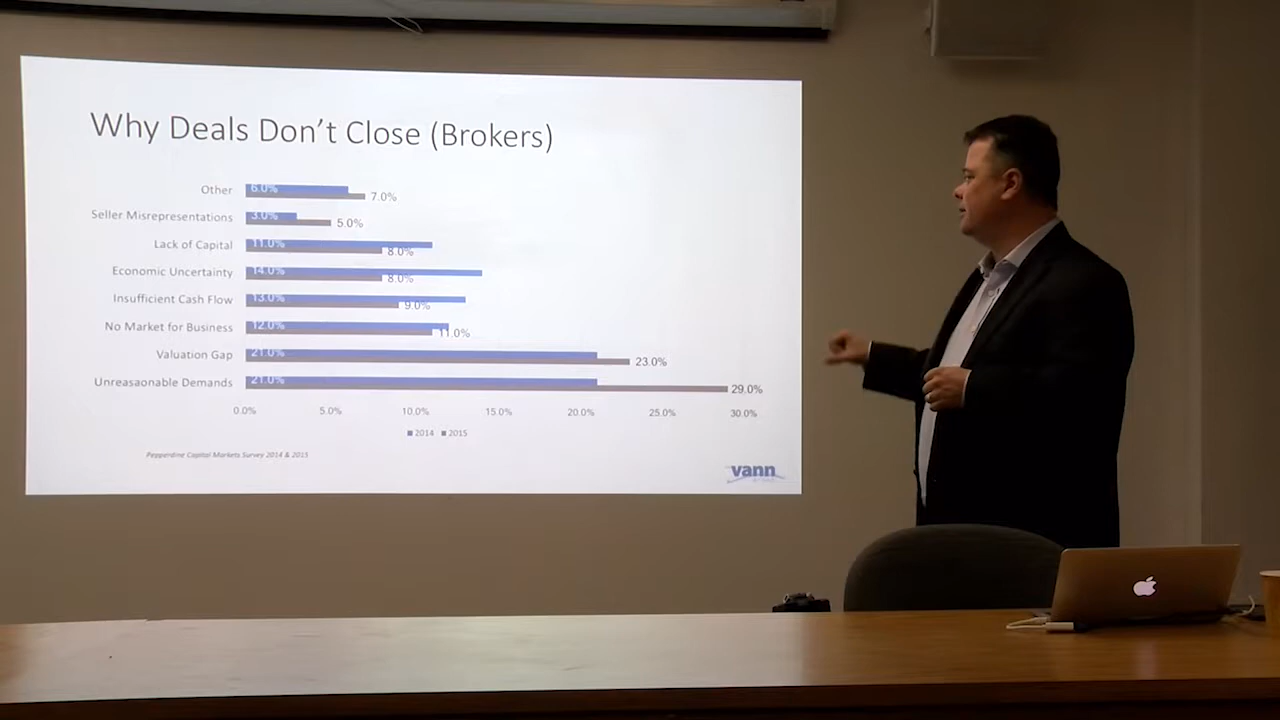 Why Deals Don't Close (Brokers)
Other 6.0% 7.0%
Seller Misrepresentations 3.0% 5.0%
Lack of Capital 11.0% 8.0%
Economic Uncertainty 14.0% 8.0%
Insufficient Cash Flow 13.0% 9.0%
No Market for Business 12.0% 11.0%
Valuation Gap 21.0% 23.0%
Unreasaonable Demands 21.0% 29.0%
0.0% 5.0% 10.0% 15.0% 20.0% 25.0% 30.0%
2014 2015
Pepperdine Capital Markets Survey 2014 & 2015
vann